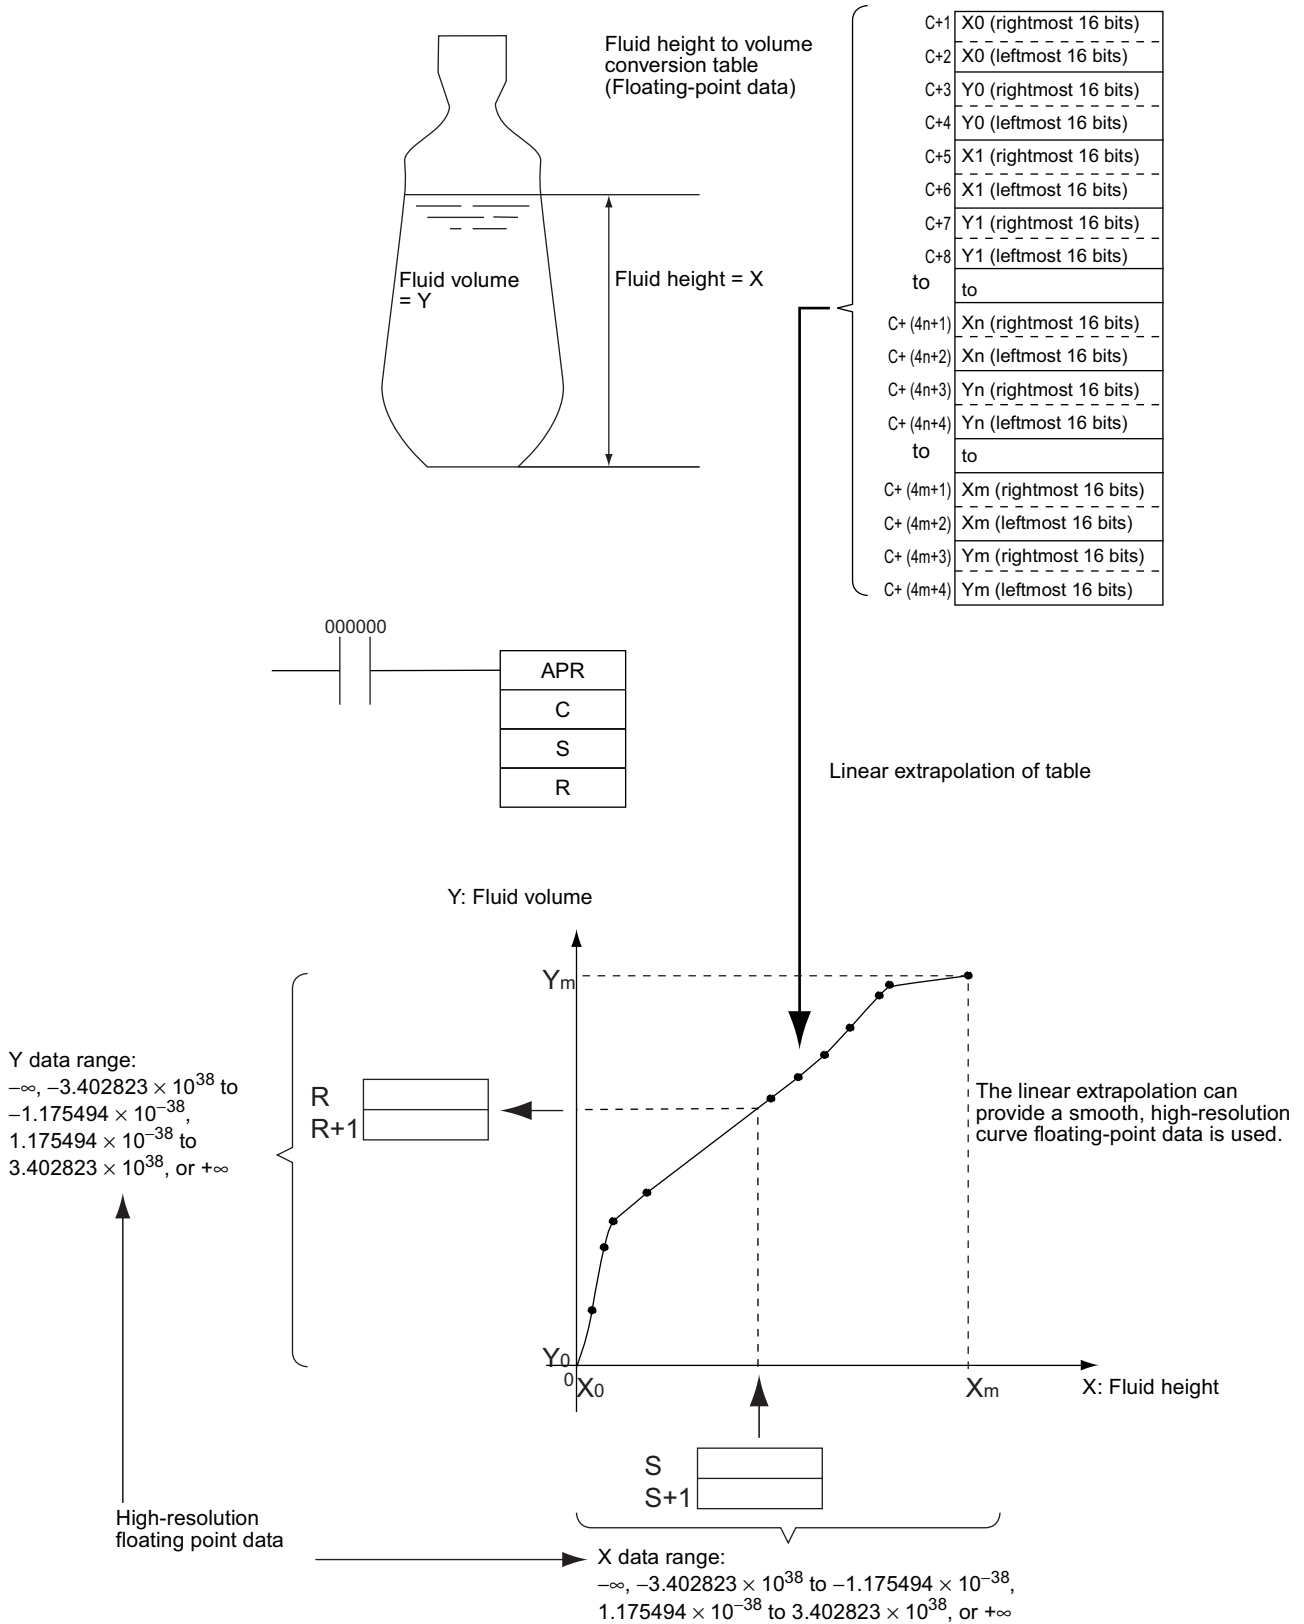 Fluid height to volume
conversion table
(Floating-point data)
C+1 X0 (rightmost 16 bits)
C+2 X0 (leftmost 16 bits)
C+3 Y0 (rightmost 16 bits)
C+4 Y0 (leftmost 16 bits)
C+5 X1 (rightmost 16 bits)
C+6 X1 (leftmost 16 bits)
C+7 Y1 (rightmost 16 bits)
C+8 Y1 (leftmost 16 bits)
to to
C+ (4n+1) Xn (rightmost 16 bits)
C+ (4n+2) Xn (leftmost 16 bits)
C+ (4n+3) Yn (rightmost 16 bits)
C+ (4n+4) Yn (leftmost 16 bits)
to to
C+ (4m+1) Xm (rightmost 16 bits)
C+ (4m+2) Xm (leftmost 16 bits)
C+ (4m+3) Ym (rightmost 16 bits)
C+ (4m+4) Ym (leftmost 16 bits)
Fluid volume
= Y
Fluid height = X
000000
APR
C
S
R
Linear extrapolation of table
Y: Fluid volume
Ym
Y data range:
−∞, −3.402823 × 10^38 to
−1.175494 × 10^−38,
1.175494 × 10^−38 to
3.402823 × 10^38, or +∞
R
R+1
The linear extrapolation can
provide a smooth, high-resolution
curve floating-point data is used.
Y0
0 X0
Xm
X: Fluid height
S
S+1
High-resolution
floating point data
X data range:
−∞, −3.402823 × 10^38 to −1.175494 × 10^−38,
1.175494 × 10^−38 to 3.402823 × 10^38, or +∞